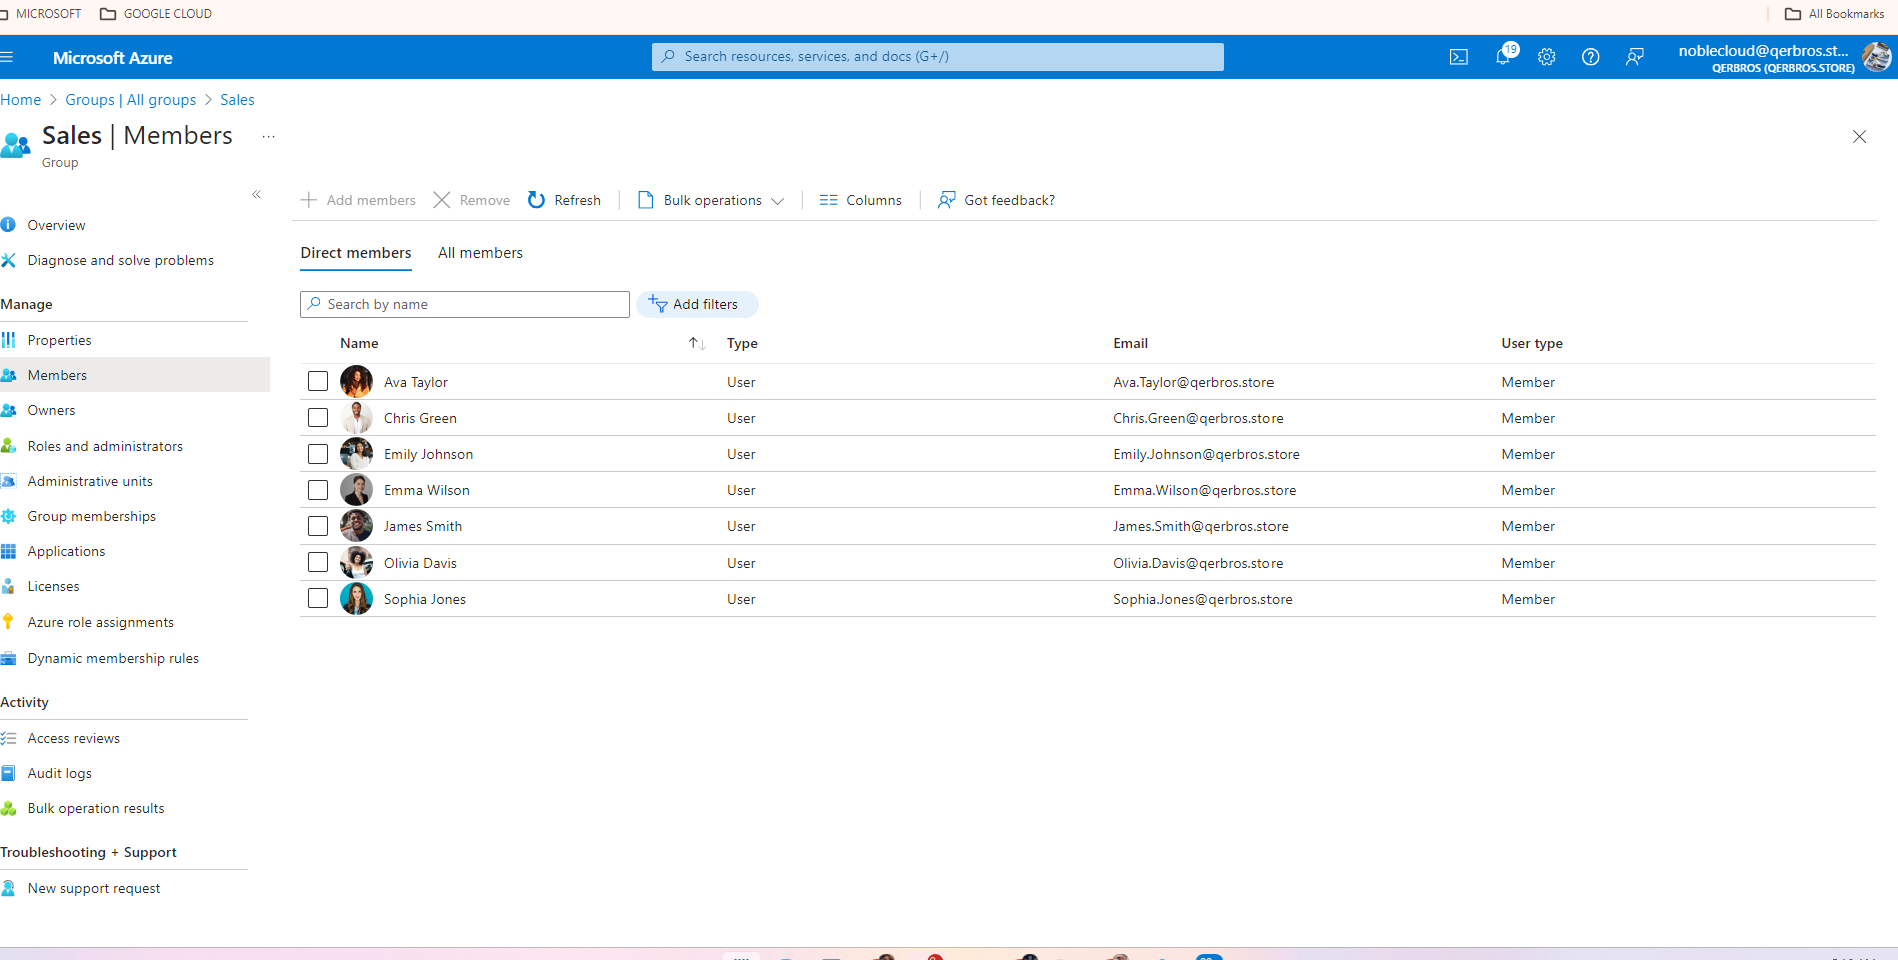 MICROSOFT GOOGLE CLOUD All Bookmarks
Microsoft Azure Search resources, services, and docs (G+/) 19 noblecloud@qerbros.st...
QERBROS (QERBROS.STORE)
Home > Groups | All groups > Sales
Sales | Members ...
Group
Add members Remove Refresh Bulk operations Columns Got feedback?
Overview
Diagnose and solve problems
Manage
Properties
Members
Owners
Roles and administrators
Administrative units
Group memberships
Applications
Licenses
Azure role assignments
Dynamic membership rules
Activity
Access reviews
Audit logs
Bulk operation results
Troubleshooting + Support
New support request
Direct members All members
Search by name Add filters
Name Type Email User type
Ava Taylor User Ava.Taylor@qerbros.store Member
Chris Green User Chris.Green@qerbros.store Member
Emily Johnson User Emily.Johnson@qerbros.store Member
Emma Wilson User Emma.Wilson@qerbros.store Member
James Smith User James.Smith@qerbros.store Member
Olivia Davis User Olivia.Davis@qerbros.store Member
Sophia Jones User Sophia.Jones@qerbros.store Member